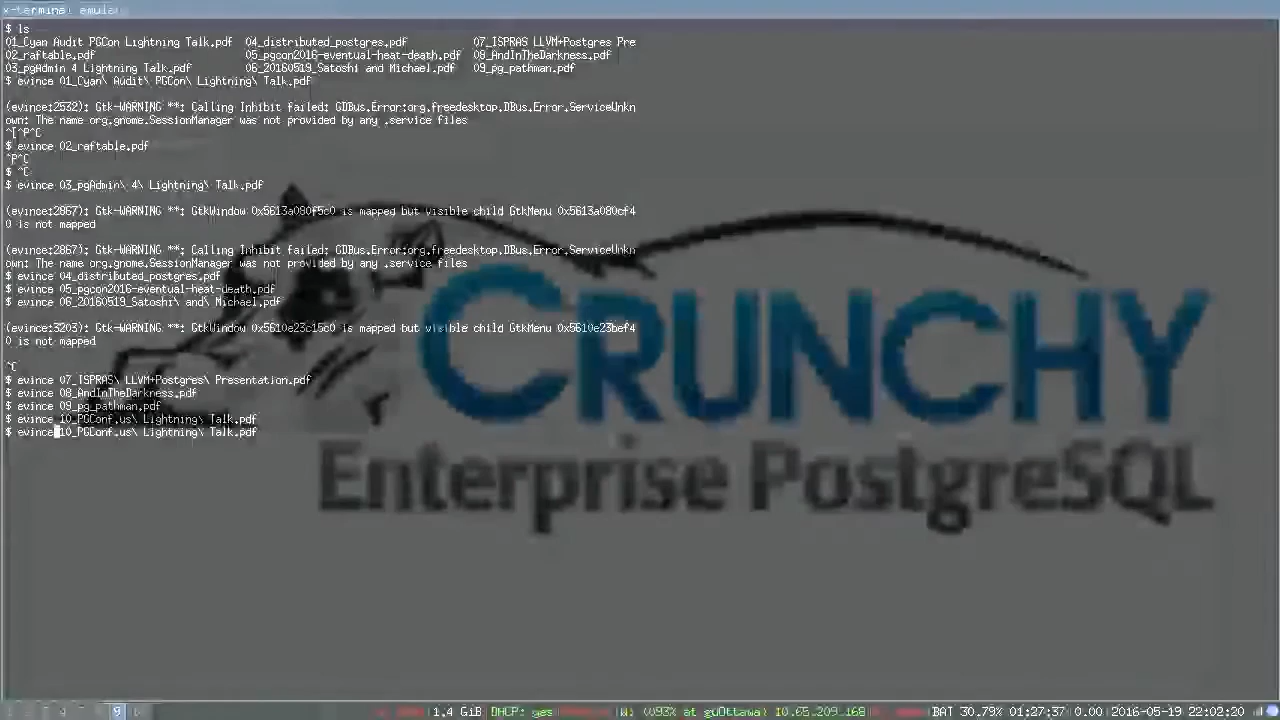 x-terminal emulat
$ ls
01_Cyan Audit PGCon Lightning Talk.pdf 04_distributed_postgres.pdf 07_ISPRAS LLVM+Postgres Pre
02_raftable.pdf 05_pgcon2016-eventual-heat-death.pdf 08_AndInTheDarkness.pdf
03_pgAdmin 4 Lightning Talk.pdf 06_20160519_Satoshi and Michael.pdf 09_pg_pathman.pdf
$ evince 01_Cyan\ Audit\ PGCon\ Lightning\ Talk.pdf
(evince:2532): Gtk-WARNING **: Calling Inhibit failed: GDBus.Error:org.freedesktop.DBus.Error.ServiceUnkn
own: The name org.gnome.SessionManager was not provided by any .service files
^[^P^C
$ evince 02_raftable.pdf
^P^C
$ ^C
$ evince 03_pgAdmin\ 4\ Lightning\ Talk.pdf
(evince:2867): Gtk-WARNING **: GtkWindow 0x5613a080f5c0 is mapped but visible child GtkMenu 0x5613a080cf4
0 is not mapped
(evince:2867): Gtk-WARNING **: Calling Inhibit failed: GDBus.Error:org.freedesktop.DBus.Error.ServiceUnkn
own: The name org.gnome.SessionManager was not provided by any .service files
$ evince 04_distributed_postgres.pdf
$ evince 05_pgcon2016-eventual-heat-death.pdf
$ evince 06_20160519_Satoshi\ and\ Michael.pdf
(evince:3203): Gtk-WARNING **: GtkWindow 0x5610e23c15c0 is mapped but visible child GtkMenu 0x5610e23bef4
0 is not mapped
^C
$ evince 07_ISPRAS\ LLVM+Postgres\ Presentation.pdf
$ evince 08_AndInTheDarkness.pdf
$ evince 09_pg_pathman.pdf
$ evince 10_PGConf.us\ Lightning\ Talk.pdf
$ evince 10_PGConf.us\ Lightning\ Talk.pdf
CRUNCHY
Enterprise PostgreSQL
9 1.4 GiB DHCP: yes W: (093% at guOttawa) 10.65.209.168 BAT 30.79% 01:27:37 0.00 2016-05-19 22:02:20